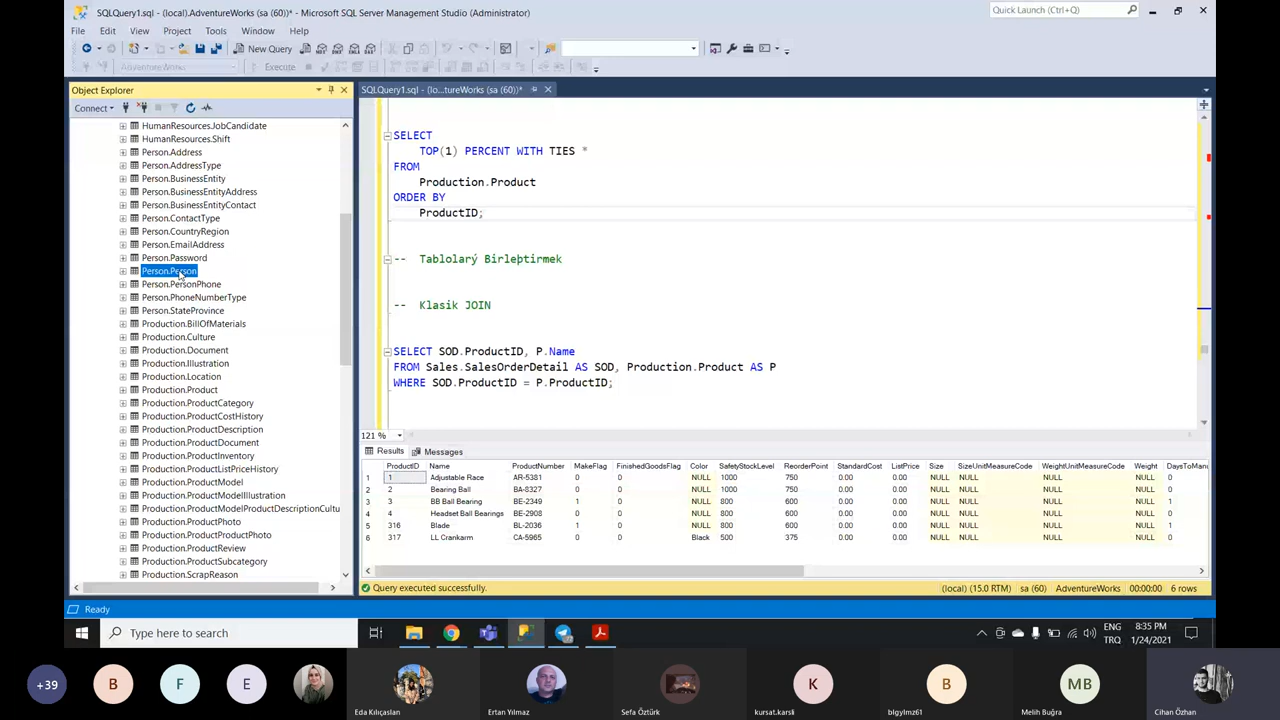 SQLQuery1.sql - (local).AdventureWorks (sa (60))* - Microsoft SQL Server Management Studio (Administrator)
Quick Launch (Ctrl+Q)
File Edit View Project Tools Window Help
New Query
AdventureWorks
Execute
Object Explorer
SQLQuery1.sql - (lo...tureWorks (sa (60))*
Connect
HumanResources.JobCandidate
HumanResources.Shift
Person.Address
Person.AddressType
Person.BusinessEntity
Person.BusinessEntityAddress
Person.BusinessEntityContact
Person.ContactType
Person.CountryRegion
Person.EmailAddress
Person.Password
Person.Person
Person.PersonPhone
Person.PhoneNumberType
Person.StateProvince
Production.BillOfMaterials
Production.Culture
Production.Document
Production.Illustration
Production.Location
Production.Product
Production.ProductCategory
Production.ProductCostHistory
Production.ProductDescription
Production.ProductDocument
Production.ProductInventory
Production.ProductListPriceHistory
Production.ProductModel
Production.ProductModelIllustration
Production.ProductModelProductDescriptionCultu
Production.ProductPhoto
Production.ProductProductPhoto
Production.ProductReview
Production.ProductSubcategory
Production.ScrapReason
SELECT
TOP(1) PERCENT WITH TIES *
FROM
Production.Product
ORDER BY
ProductID;
-- Tablolarý Birleþtirmek
-- Klasik JOIN
SELECT SOD.ProductID, P.Name
FROM Sales.SalesOrderDetail AS SOD, Production.Product AS P
WHERE SOD.ProductID = P.ProductID;
121 %
Results Messages
ProductID Name ProductNumber MakeFlag FinishedGoodsFlag Color SafetyStockLevel ReorderPoint StandardCost ListPrice Size SizeUnitMeasureCode WeightUnitMeasureCode Weight DaysToManu
1 1 Adjustable Race AR-5381 0 0 NULL 1000 750 0.00 0.00 NULL NULL NULL NULL 0
2 2 Bearing Ball BA-8327 0 0 NULL 1000 750 0.00 0.00 NULL NULL NULL NULL 0
3 3 BB Ball Bearing BE-2349 1 0 NULL 800 600 0.00 0.00 NULL NULL NULL NULL 1
4 4 Headset Ball Bearings BE-2908 0 0 NULL 800 600 0.00 0.00 NULL NULL NULL NULL 0
5 316 Blade BL-2036 1 0 NULL 800 600 0.00 0.00 NULL NULL NULL NULL 1
6 317 LL Crankarm CA-5965 0 0 Black 500 375 0.00 0.00 NULL NULL NULL NULL 0
Query executed successfully.
(local) (15.0 RTM) sa (60) AdventureWorks 00:00:00 6 rows
Ready
Type here to search
ENG
TRQ
8:35 PM
1/24/2021
+39
B
F
E
K
B
MB
Eda Kılıçaslan
Ertan Yılmaz
Sefa Öztürk
kursat.karsli
blgylmz61
Melih Buğra
Cihan Özhan